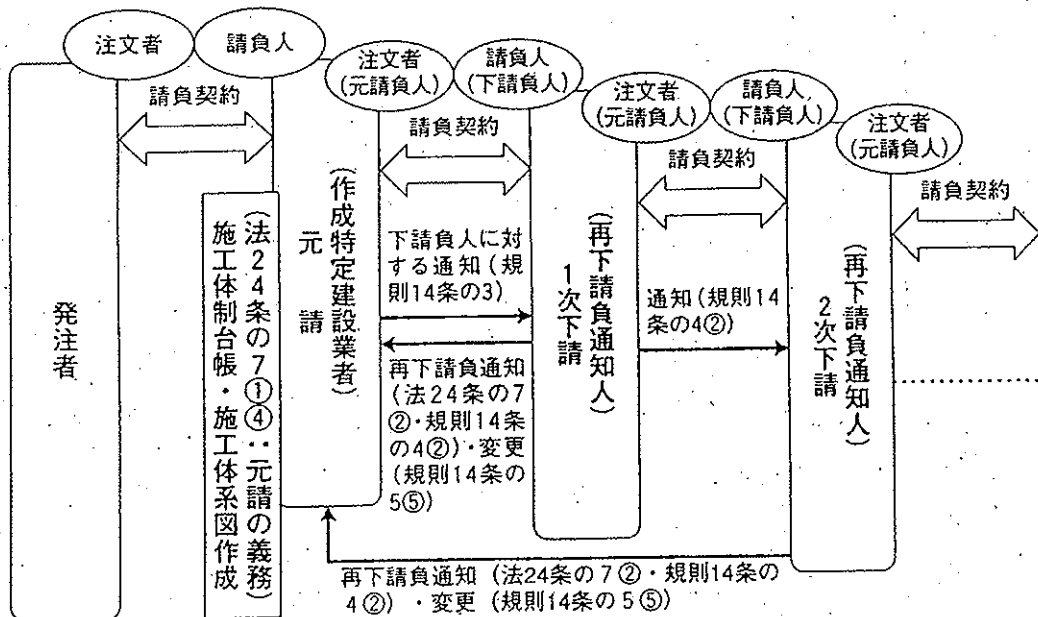 注文者
請負人
注文者
(元請負人)
請負人
(下請負人)
注文者
(元請負人)
請負人
(下請負人)
注文者
(元請負人)
請負契約
請負契約
請負契約
請負契約
発注者
(法24条の7①④‥元請の義務)
施工体制台帳・施工体系図作成
(作成特定建設業者)
元請
下請負人に対
する通知(規
則14条の3)
再下請負通知
(法24条の7
②・規則14条
の4②)・変更
(規則14条の
5⑤)
(再下請負通知人)
1次下請
通知(規則14
条の4②)
(再下請負通知人)
2次下請
再下請負通知(法24条の7②・規則14条の
4②)・変更(規則14条の5⑤)